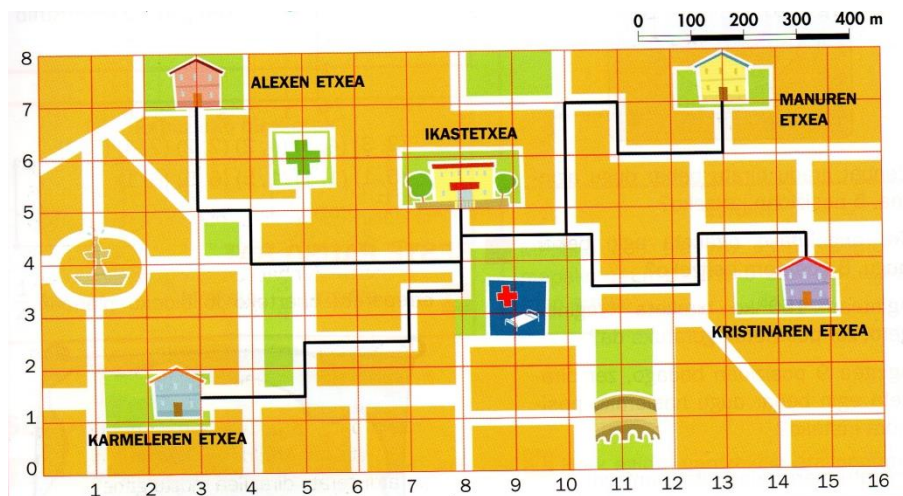 0 100 200 300 400 m
8
ALEXEN ETXEA
7
MANUREN
ETXEA
IKASTETXEA
6
5
4
3
KRISTINAREN ETXEA
2
1
KARMELEREN ETXEA
0
1 2 3 4 5 6 7 8 9 10 11 12 13 14 15 16